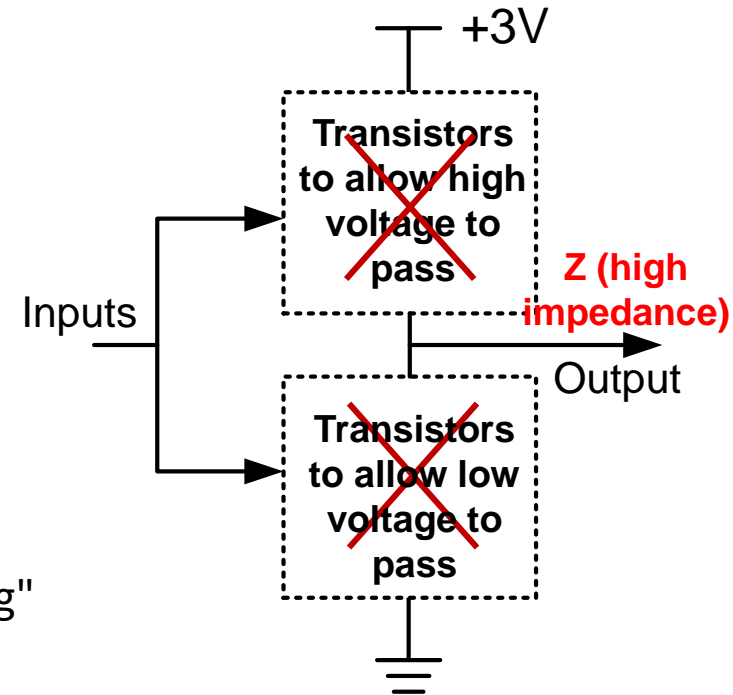 +3V
Transistors
to allow high
voltage to
pass
Z (high
impedance)
Inputs
Output
Transistors
to allow low
voltage to
pass
g"